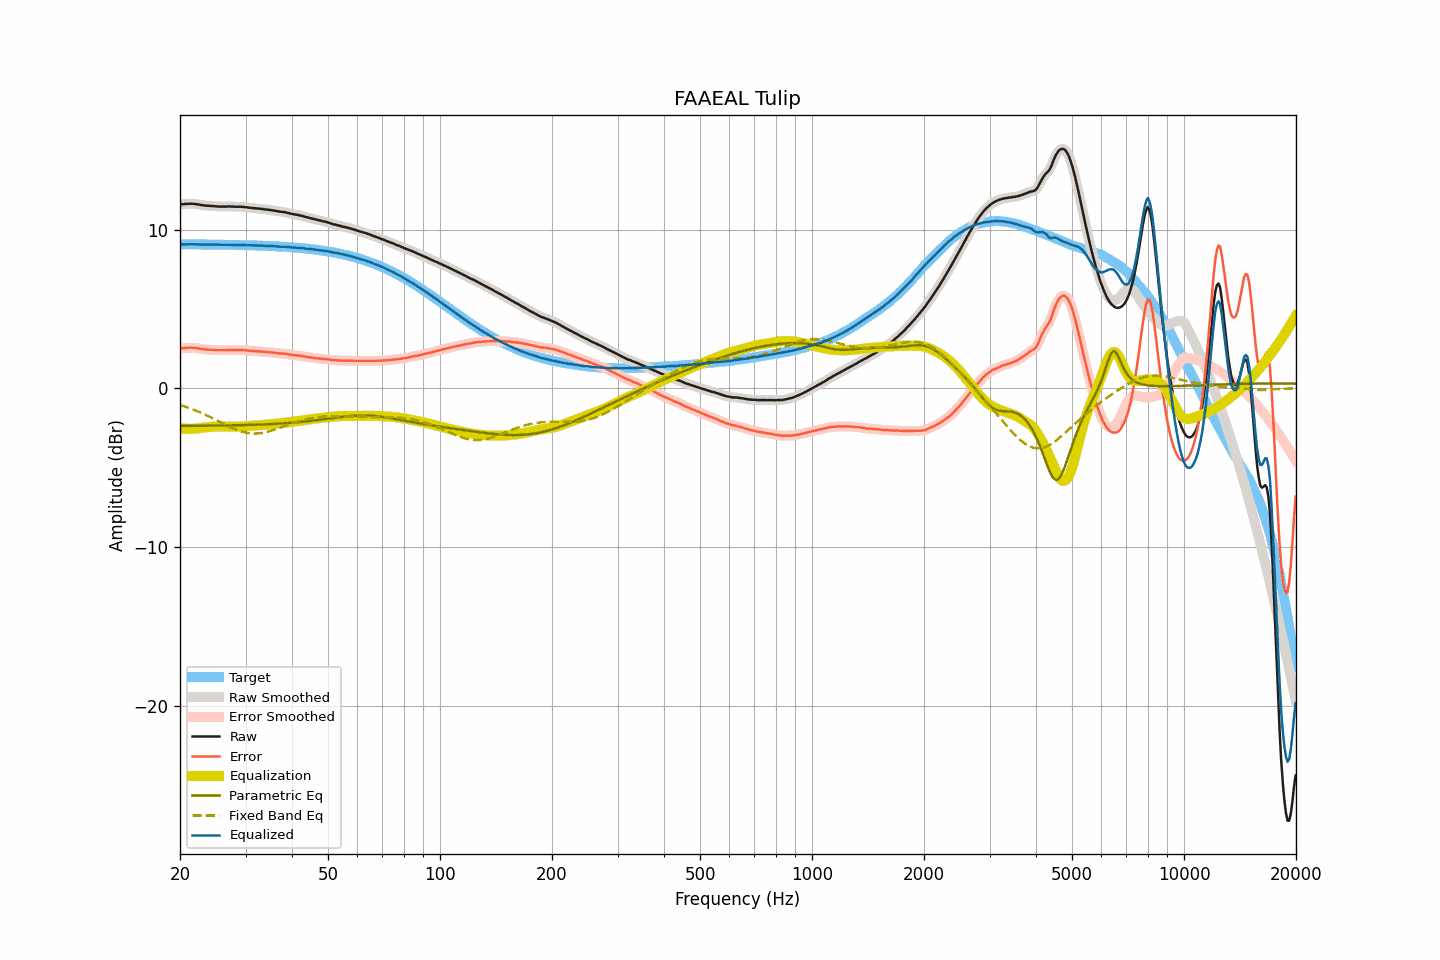 FAAEAL Tulip
Amplitude (dBr)
10
0
−10
−20
Target
Raw Smoothed
Error Smoothed
Raw
Error
Equalization
Parametric Eq
Fixed Band Eq
Equalized
20 50 100 200 500 1000 2000 5000 10000 20000
Frequency (Hz)